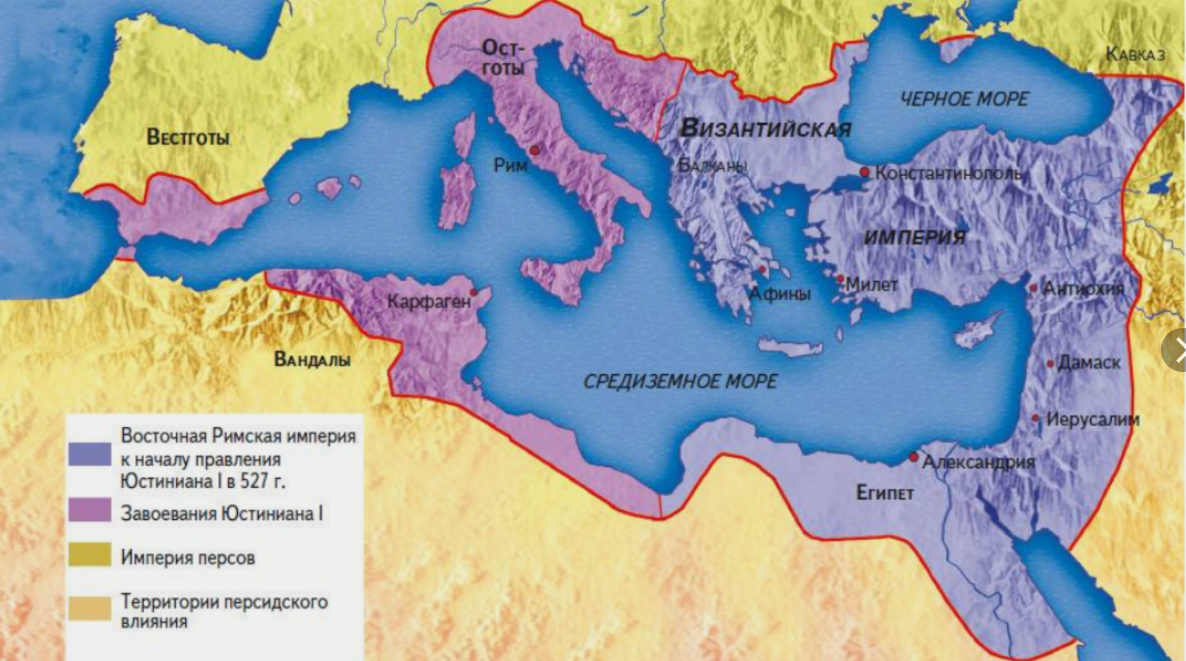 Ост-
готы
Кавказ
ЧЕРНОЕ МОРЕ
Вестготы
Византийская
Рим
Балканы
Константинополь
ИМПЕРИЯ
Карфаген
Афины
Милет
Антиохия
Вандалы
СРЕДИЗЕМНОЕ МОРЕ
Дамаск
Иерусалим
Александрия
Египет
Восточная Римская империя
к началу правления
Юстиниана I в 527 г.
Завоевания Юстиниана I
Империя персов
Территории персидского
влияния